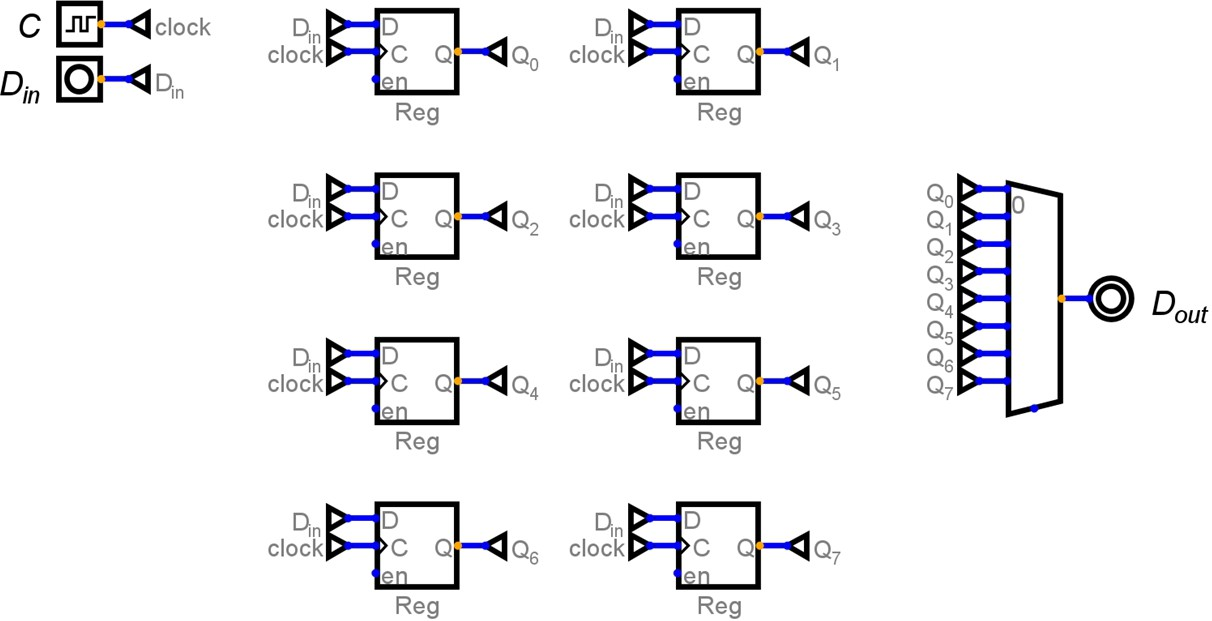 C clock
D_in D_in
D_in D
clock C Q Q_0
en
Reg
D_in D
clock C Q Q_1
en
Reg
D_in D
clock C Q Q_2
en
Reg
D_in D
clock C Q Q_3
en
Reg
D_in D
clock C Q Q_4
en
Reg
D_in D
clock C Q Q_5
en
Reg
D_in D
clock C Q Q_6
en
Reg
D_in D
clock C Q Q_7
en
Reg
Q_0 0
Q_1
Q_2
Q_3
Q_4
Q_5
Q_6
Q_7
D_out